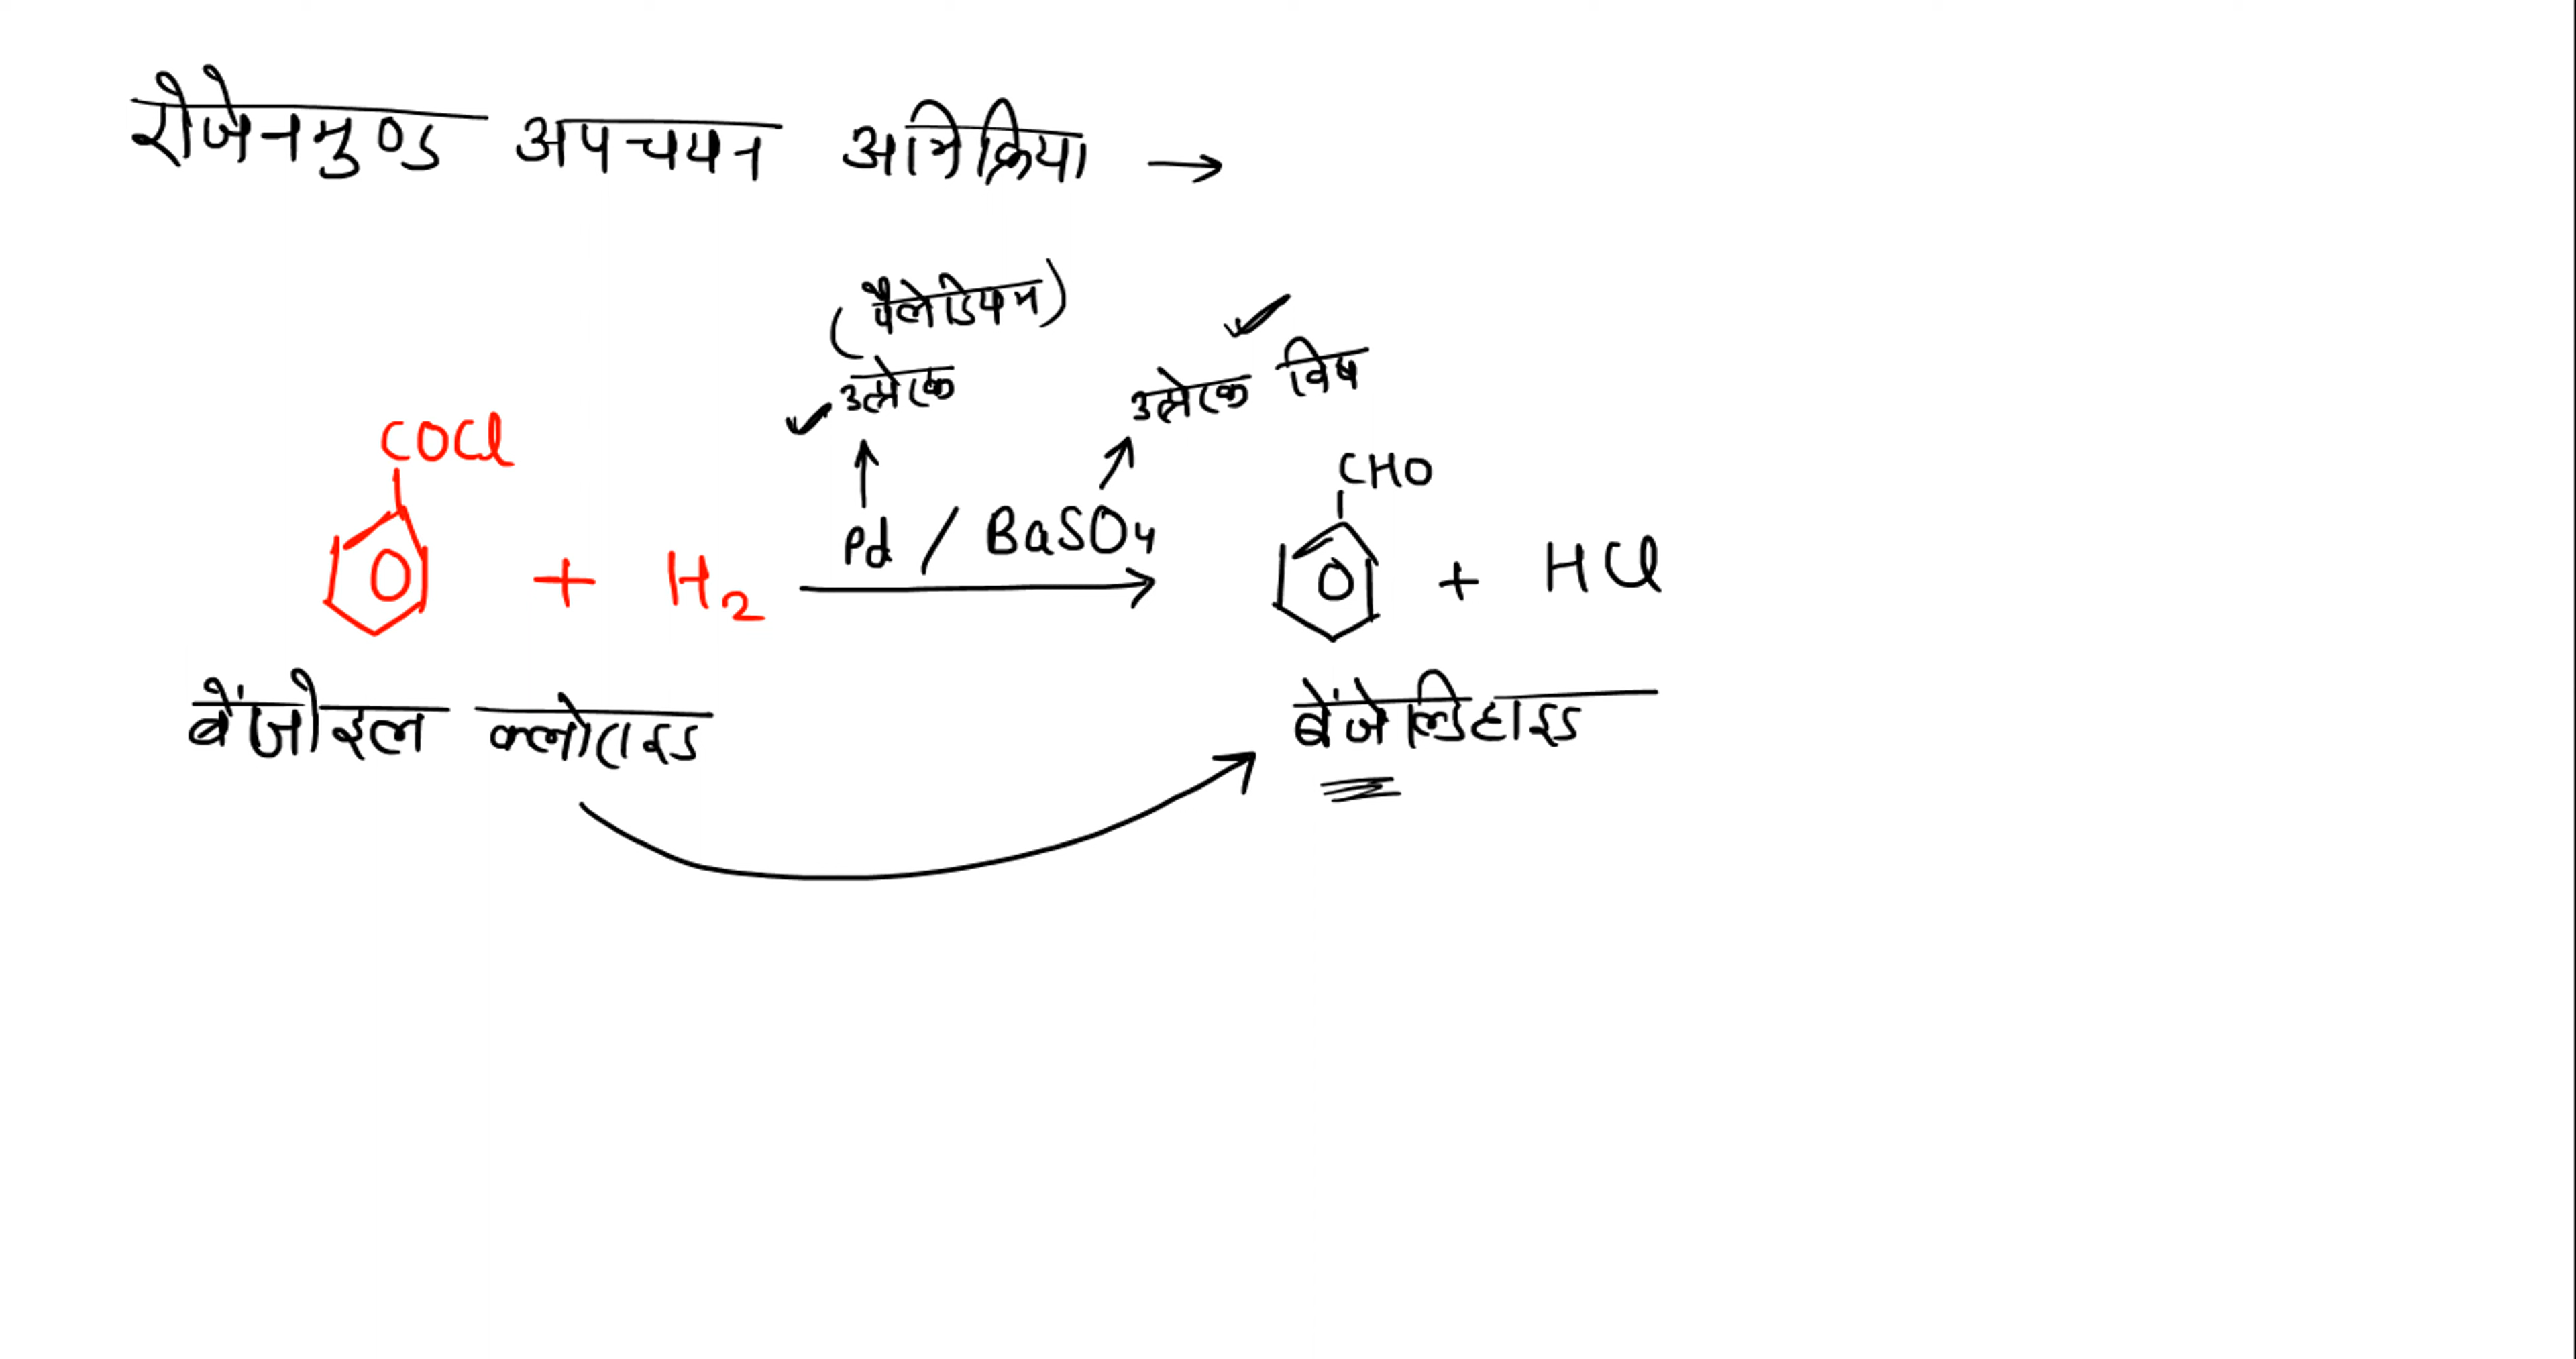 रोजेनमुण्ड अपचयन अभिक्रिया →
(पैलेडियम)
उत्प्रेरक
उत्प्रेरक विष
COCl
CHO
Pd / BaSO4
+ H2
+ HCl
बेंजोइल क्लोराइड
बेंजेल्डिहाइड